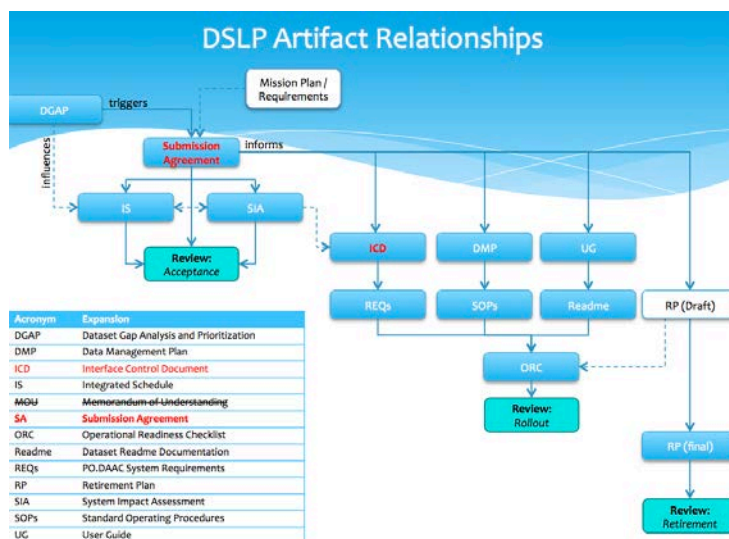 DSLP Artifact Relationships
Mission Plan /
Requirements
DGAP
triggers
Submission
Agreement
informs
influences
IS
SIA
ICD
DMP
UG
Review:
Acceptance
REQs
SOPs
Readme
RP (Draft)
ORC
Review:
Rollout
RP (final)
Review:
Retirement
Acronym Expansion
DGAP Dataset Gap Analysis and Prioritization
DMP Data Management Plan
ICD Interface Control Document
IS Integrated Schedule
MOU Memorandum of Understanding
SA Submission Agreement
ORC Operational Readiness Checklist
Readme Dataset Readme Documentation
REQs PO.DAAC System Requirements
RP Retirement Plan
SIA System Impact Assessment
SOPs Standard Operating Procedures
UG User Guide